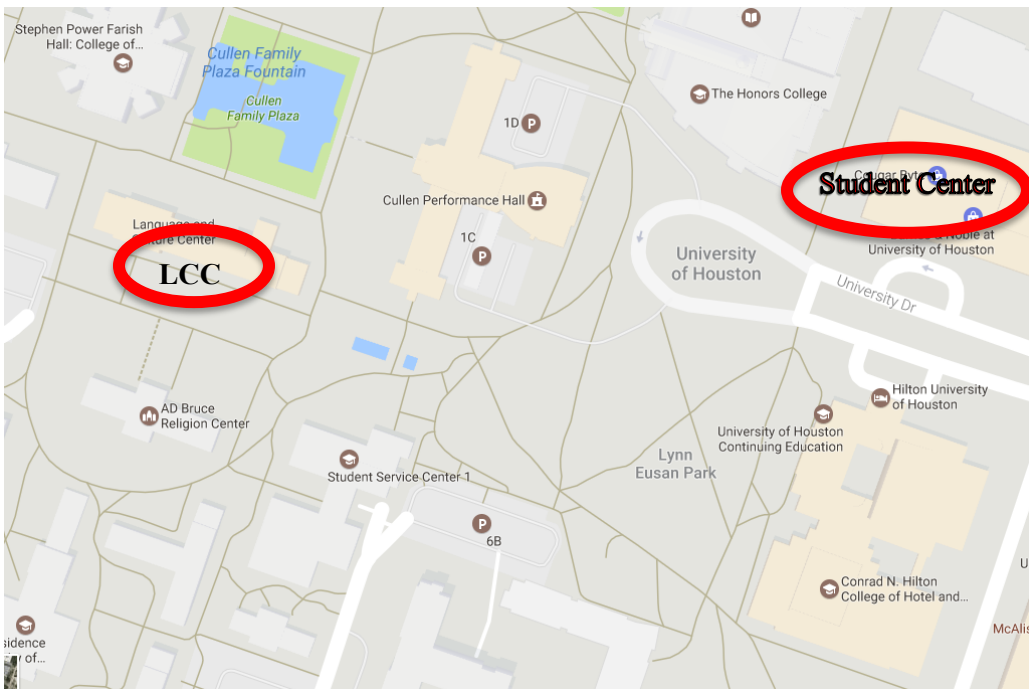 Stephen Power Farish
Hall: College of...
Cullen Family
Plaza Fountain
Cullen
Family Plaza
1D P
The Honors College
Cullen Performance Hall
1C
P
Student Center
University of Houston
Language and
LCC
University
of Houston
University Dr
AD Bruce
Religion Center
Hilton University
of Houston
University of Houston
Continuing Education
Student Service Center 1
Lynn
Eusan Park
P
6B
Conrad N. Hilton
College of Hotel and...